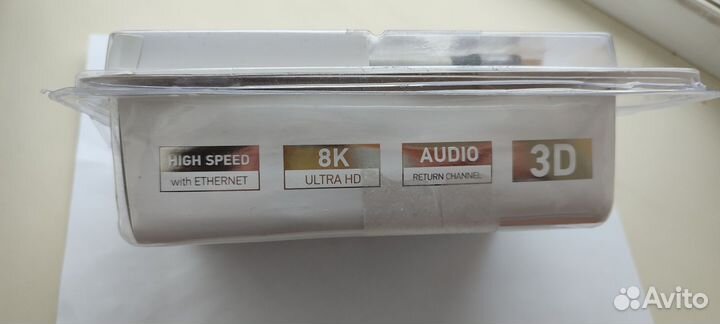 HIGH SPEED
with ETHERNET
8K
ULTRA HD
AUDIO
RETURN CHANNEL
3D
Avito